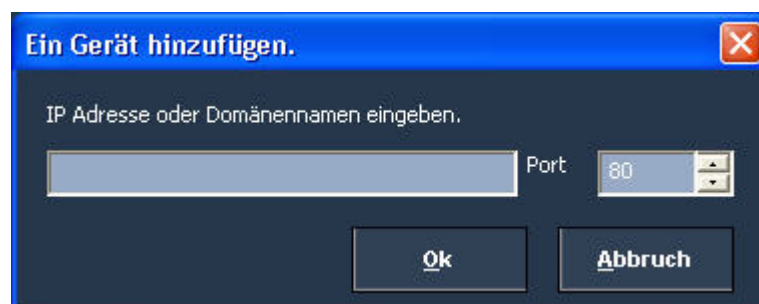 Ein Gerät hinzufügen.
IP Adresse oder Domänennamen eingeben.
Port 80
Ok Abbruch